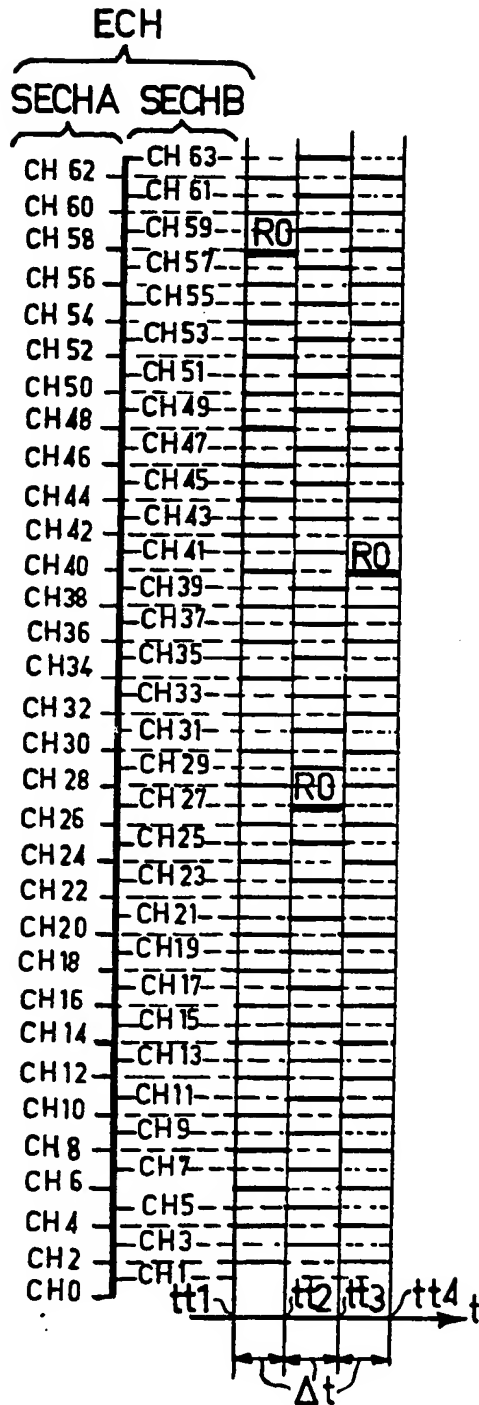 ECH
SECHA SECHB
CH 63
CH 62
CH 61
CH 60
CH 59
R0
CH 58
CH 57
CH 56
CH 55
CH 54
CH 53
CH 52
CH 51
CH 50
CH 49
CH 48
CH 47
CH 46
CH 45
CH 44
CH 43
CH 42
CH 41
R0
CH 40
CH 39
CH 38
CH 37
CH 36
CH 35
CH34
CH 33
CH 32
CH 31
CH 30
CH 29
CH 28
R0
CH 27
CH 26
CH 25
CH 24
CH 23
CH 22
CH 21
CH 20
CH 19
CH 18
CH 17
CH 16
CH 15
CH 14
CH 13
CH 12
CH 11
CH 10
CH 9
CH 8
CH 7
CH 6
CH 5
CH 4
CH 3
CH 2
CH 1
CH0
tt1 tt2 tt3 tt4 t
Δt